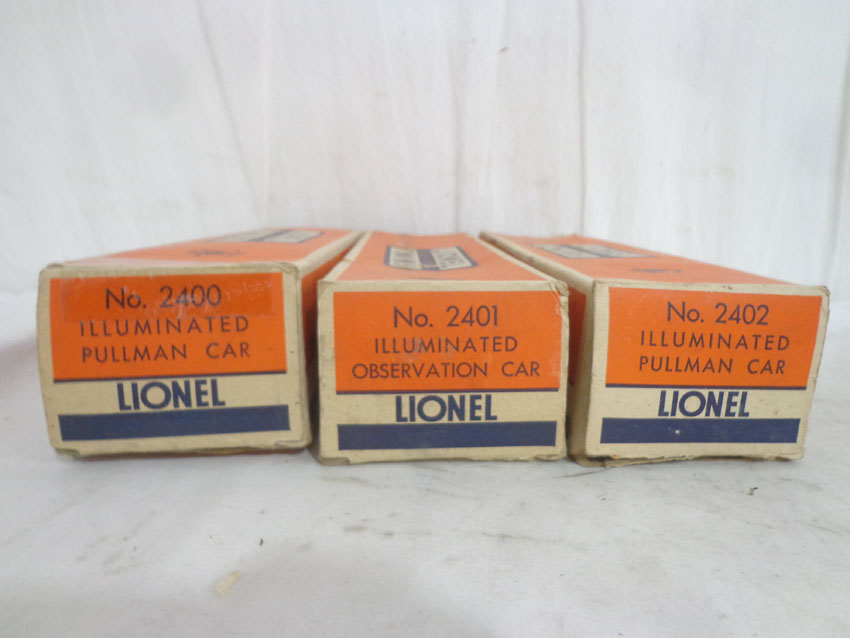 No. 2400
ILLUMINATED
PULLMAN CAR
LIONEL
No. 2401
ILLUMINATED
OBSERVATION CAR
LIONEL
No. 2402
ILLUMINATED
PULLMAN CAR
LIONEL